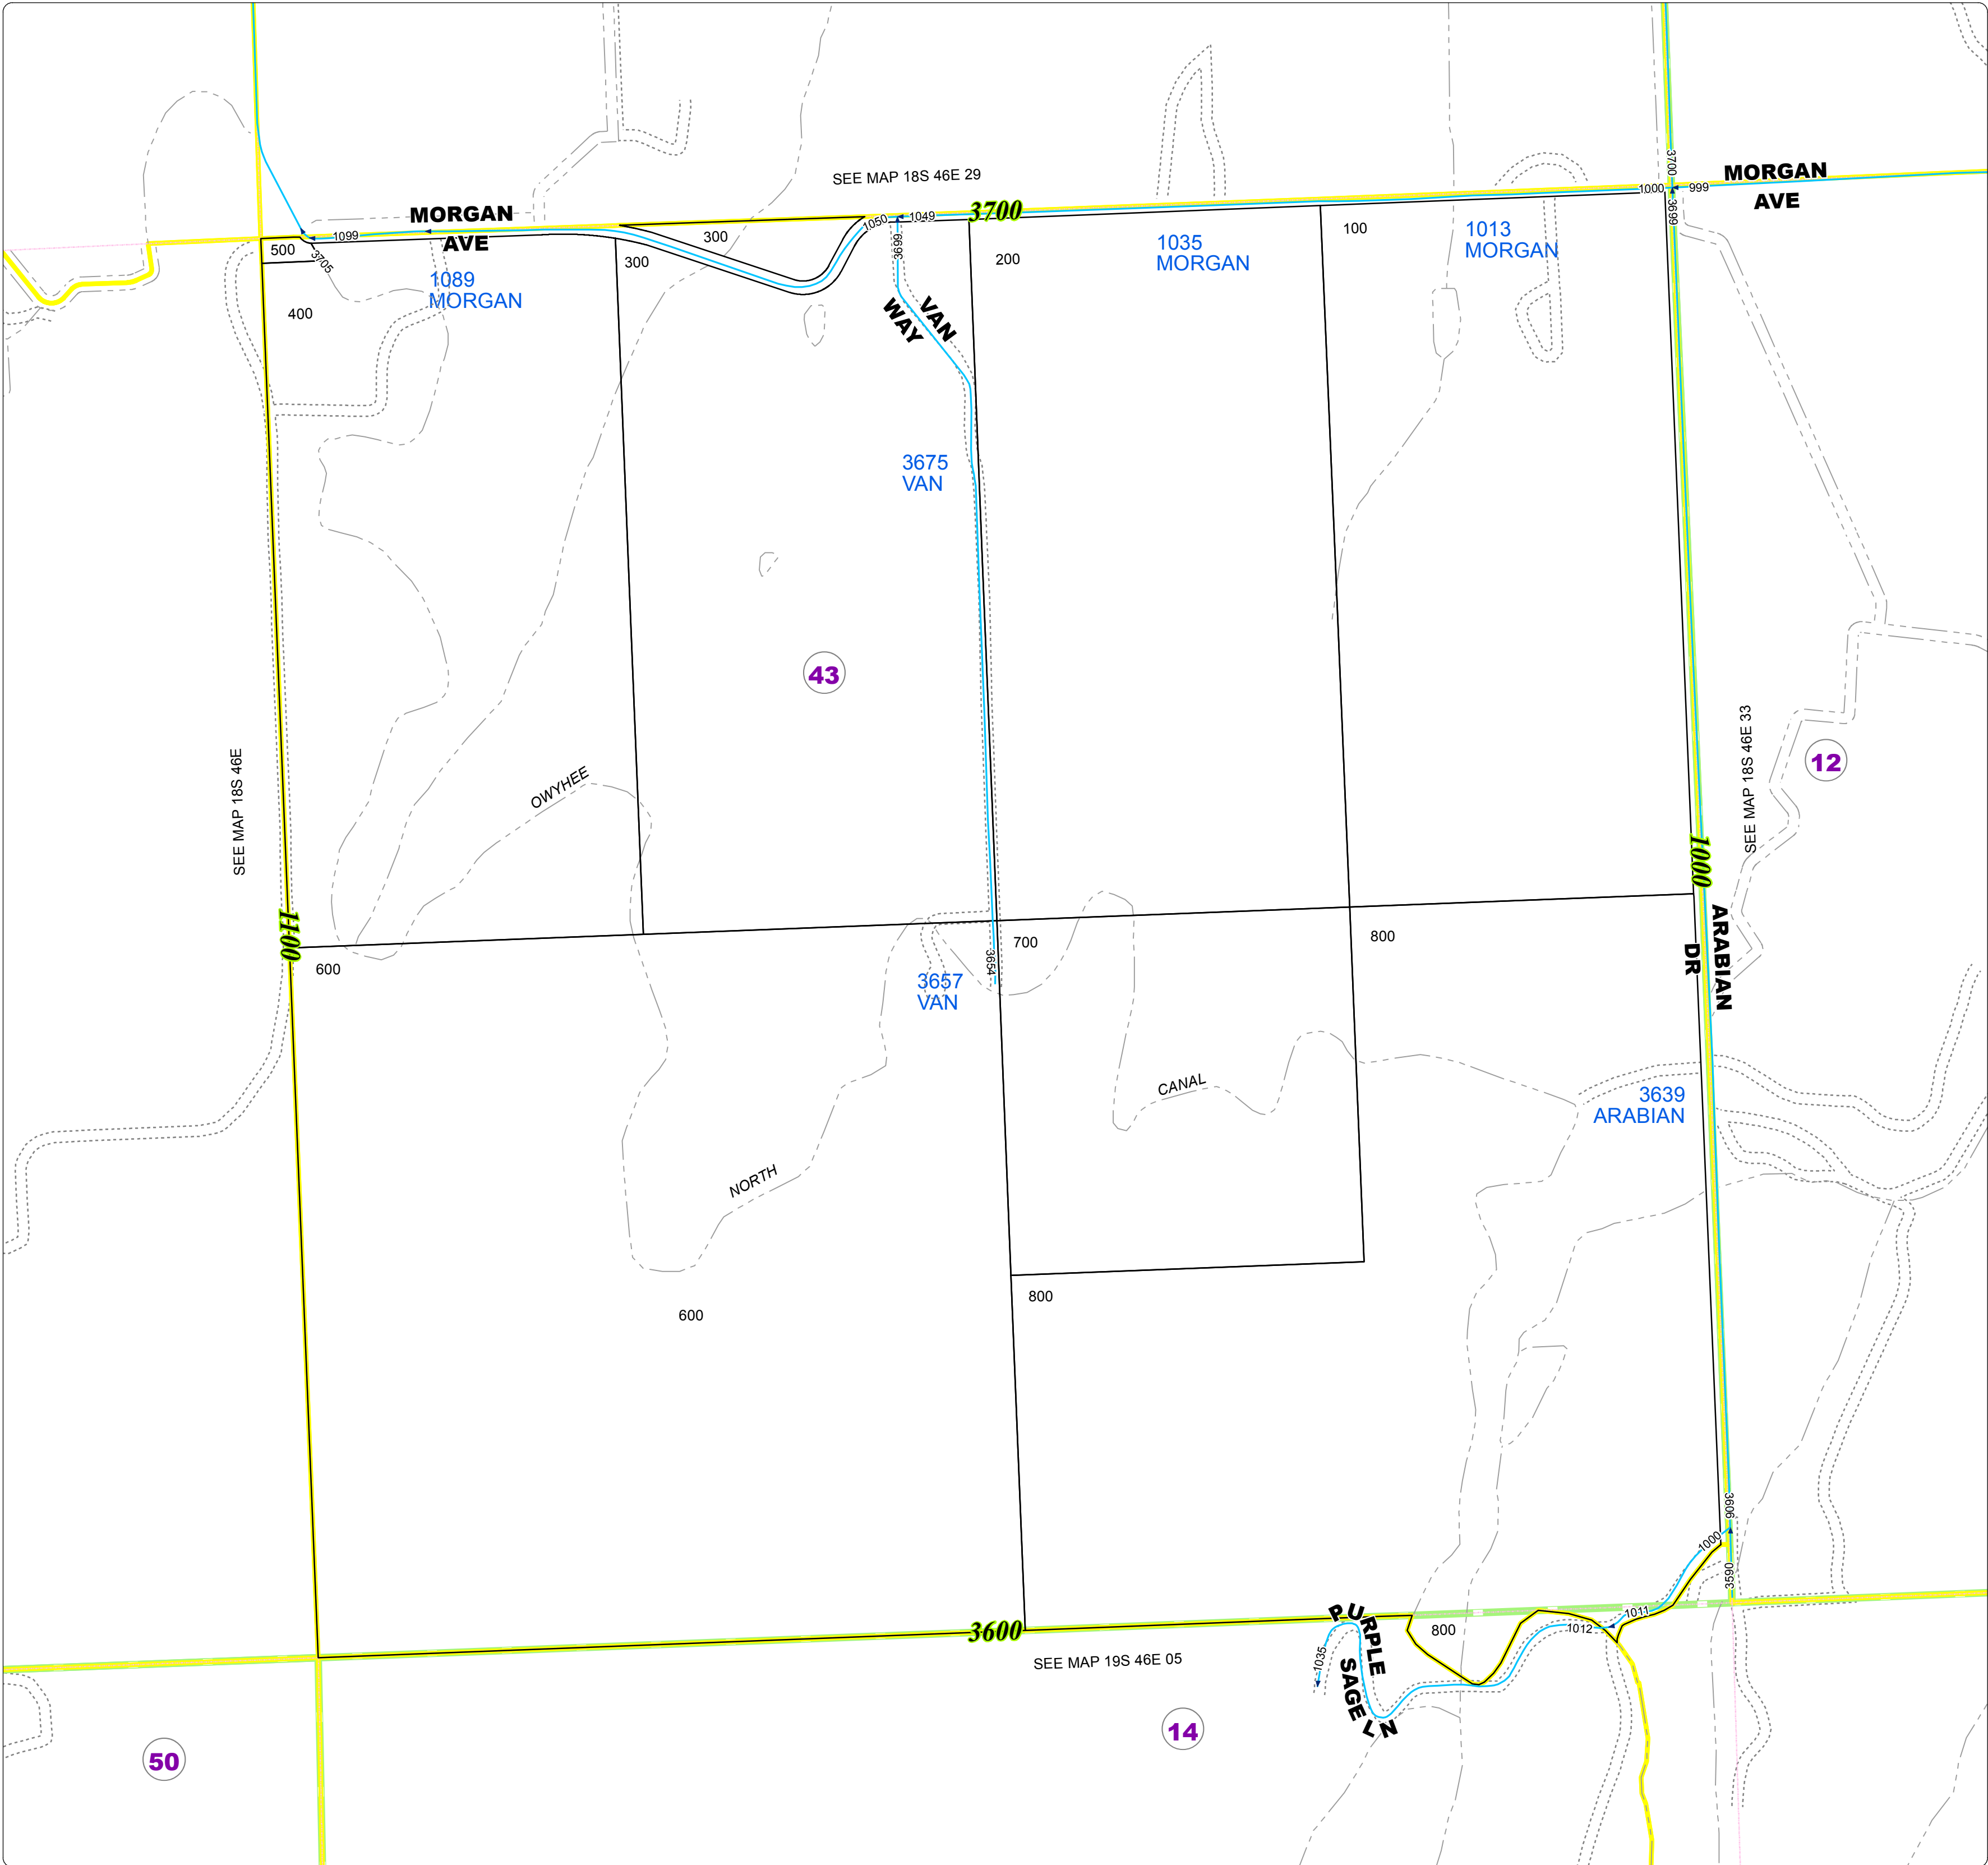 SEE MAP 18S 46E 29
MORGAN
AVE
MORGAN
AVE
3700
3700
1000
999
3699
1050
1049
3699
1099
3705
500
400
300
300
200
100
1089
MORGAN
1035
MORGAN
1013
MORGAN
VAN
WAY
3675
VAN
43
12
SEE MAP 18S 46E
SEE MAP 18S 46E 33
OWYHEE
1100
1000
ARABIAN
DR
600
700
800
3654
3657
VAN
CANAL
3639
ARABIAN
NORTH
600
800
3606
1000
3590
3600
PURPLE
SAGE
LN
1035
800
1011
1012
SEE MAP 19S 46E 05
14
50